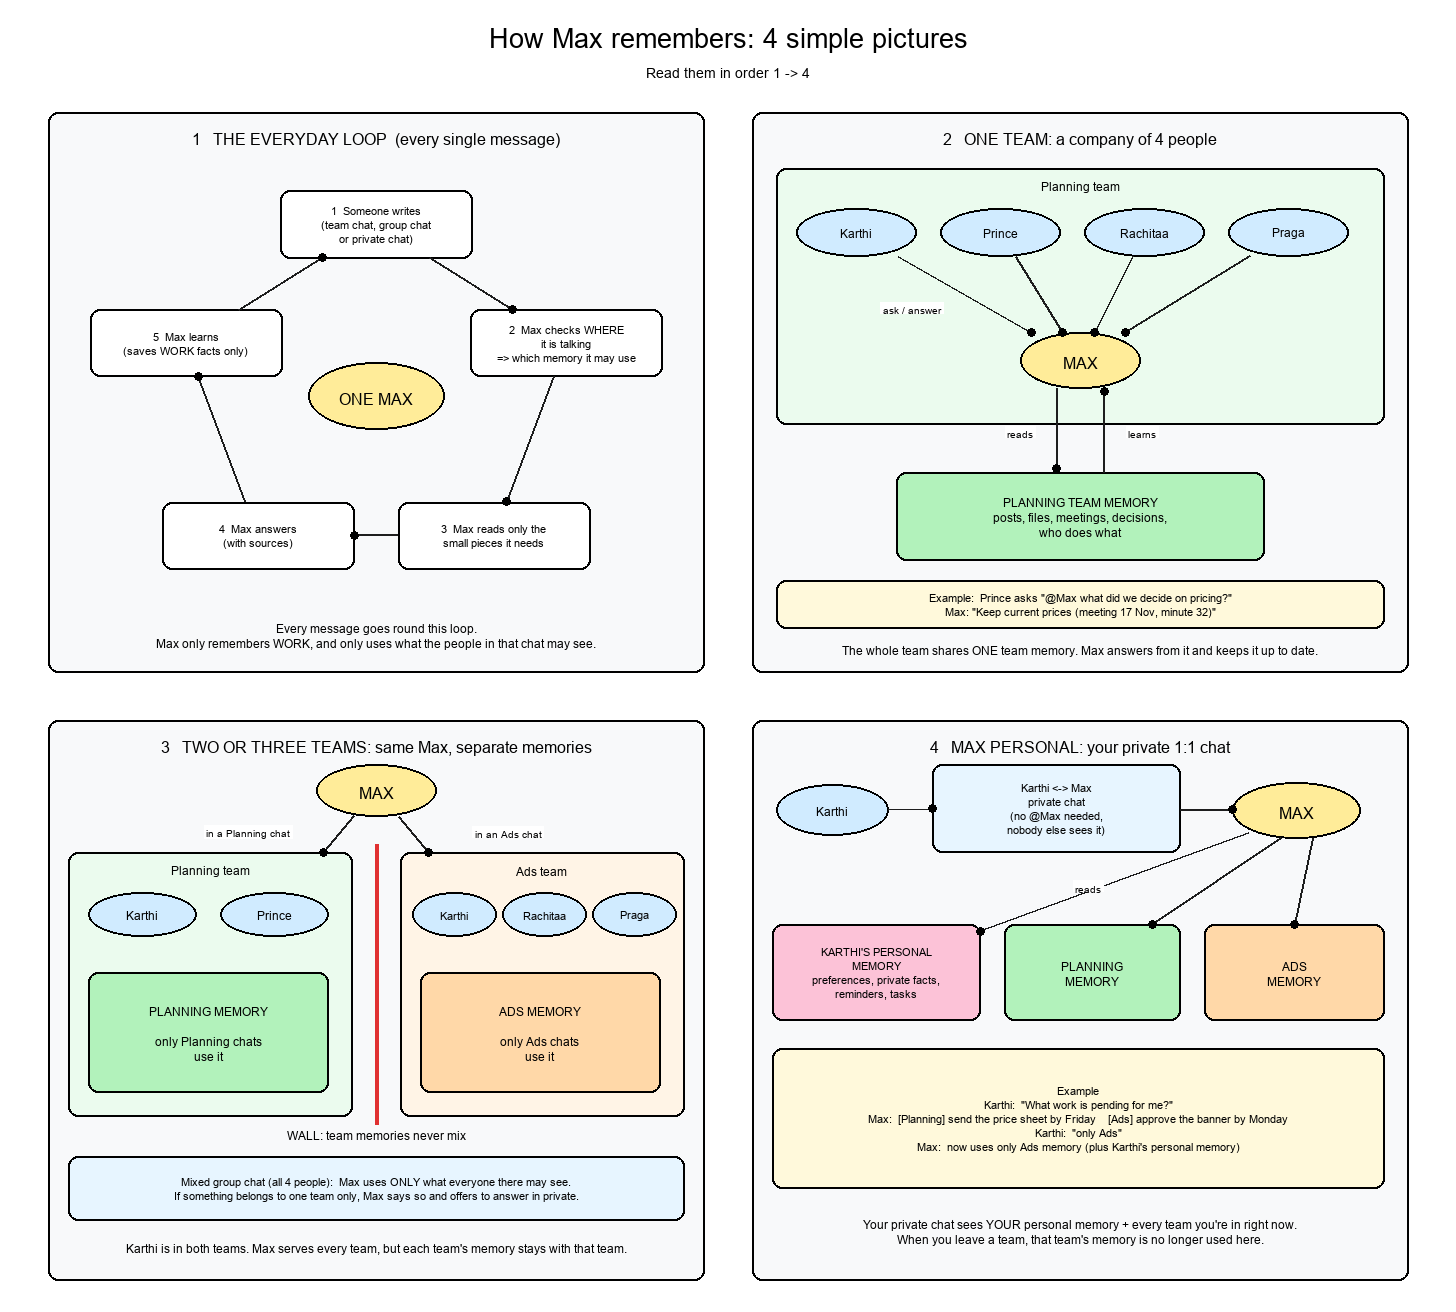 How Max remembers: 4 simple pictures
Read them in order 1 -> 4
1 THE EVERYDAY LOOP (every single message)
1 Someone writes
(team chat, group chat
or private chat)
5 Max learns
(saves WORK facts only)
2 Max checks WHERE
it is talking
=> which memory it may use
ONE MAX
4 Max answers
(with sources)
3 Max reads only the
small pieces it needs
Every message goes round this loop.
Max only remembers WORK, and only uses what the people in that chat may see.
2 ONE TEAM: a company of 4 people
Planning team
Karthi
Prince
Rachitaa
Praga
ask / answer
MAX
reads
learns
PLANNING TEAM MEMORY
posts, files, meetings, decisions,
who does what
Example: Prince asks "@Max what did we decide on pricing?"
Max: "Keep current prices (meeting 17 Nov, minute 32)"
The whole team shares ONE team memory. Max answers from it and keeps it up to date.
3 TWO OR THREE TEAMS: same Max, separate memories
MAX
in a Planning chat
in an Ads chat
Planning team
Karthi
Prince
PLANNING MEMORY
only Planning chats
use it
Ads team
Karthi
Rachitaa
Praga
ADS MEMORY
only Ads chats
use it
WALL: team memories never mix
Mixed group chat (all 4 people): Max uses ONLY what everyone there may see.
If something belongs to one team only, Max says so and offers to answer in private.
Karthi is in both teams. Max serves every team, but each team's memory stays with that team.
4 MAX PERSONAL: your private 1:1 chat
Karthi
Karthi <-> Max
private chat
(no @Max needed,
nobody else sees it)
MAX
reads
KARTHI'S PERSONAL
MEMORY
preferences, private facts,
reminders, tasks
PLANNING
MEMORY
ADS
MEMORY
Example
Karthi: "What work is pending for me?"
Max: [Planning] send the price sheet by Friday [Ads] approve the banner by Monday
Karthi: "only Ads"
Max: now uses only Ads memory (plus Karthi's personal memory)
Your private chat sees YOUR personal memory + every team you're in right now.
When you leave a team, that team's memory is no longer used here.